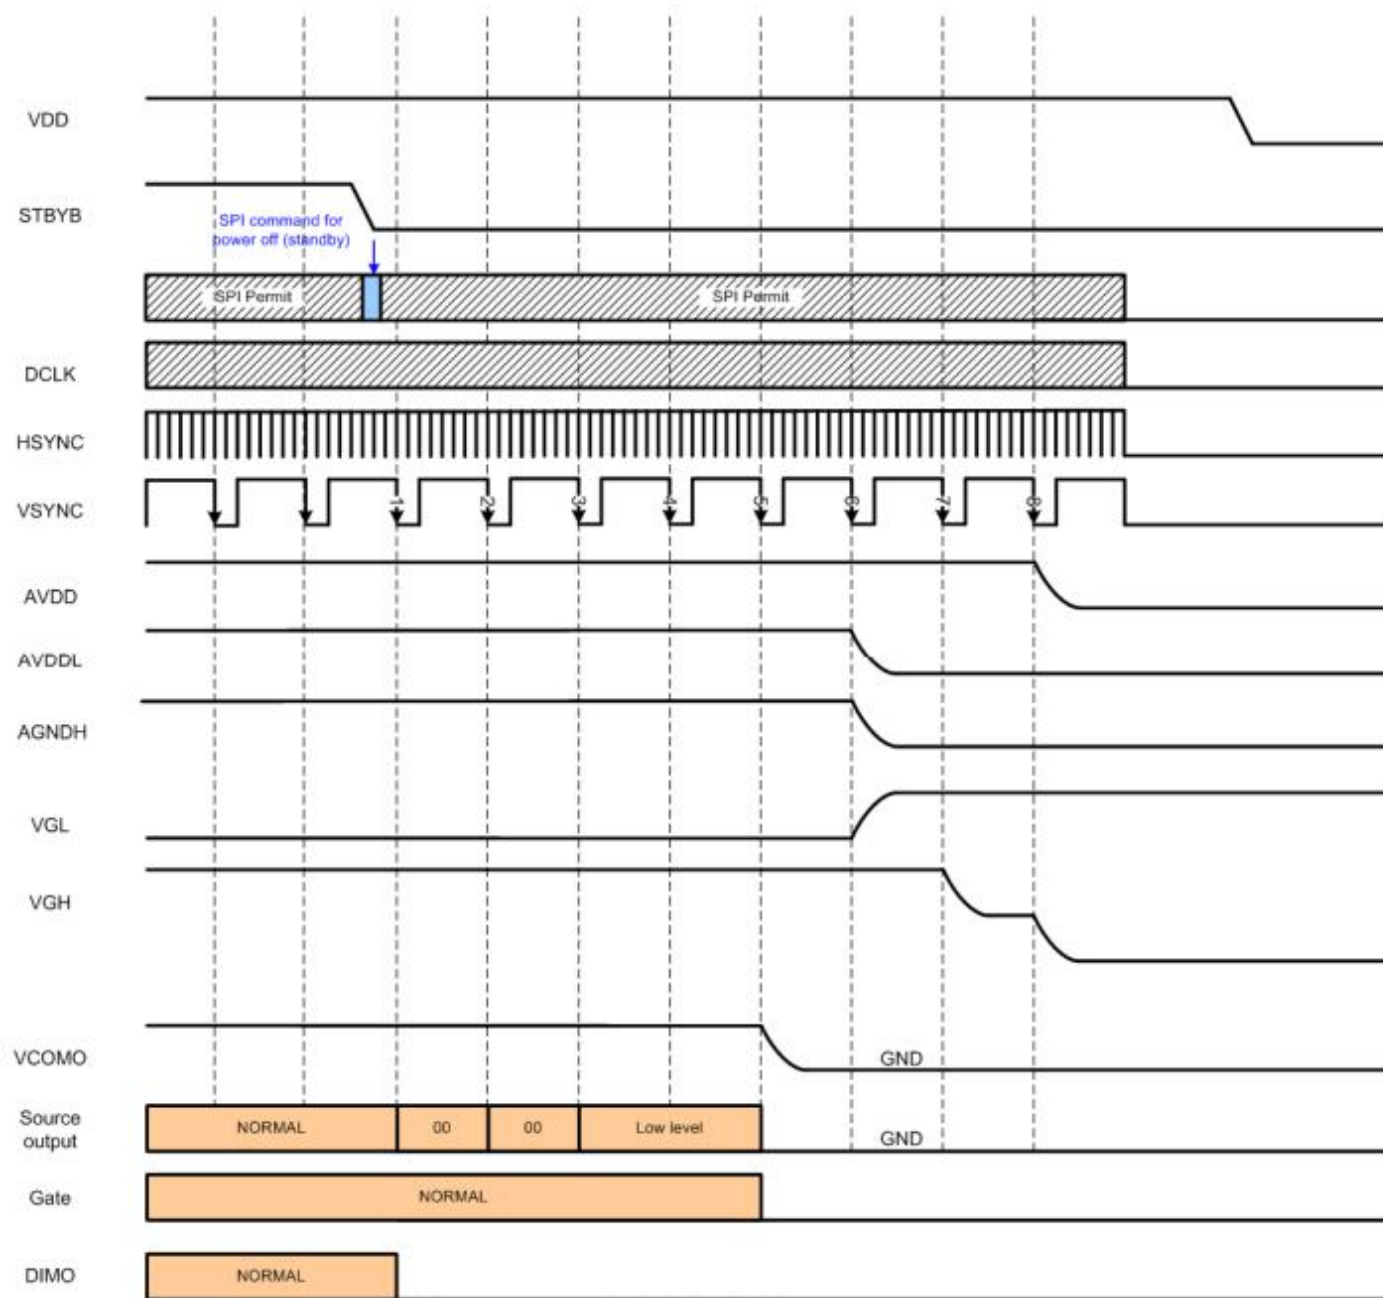 VDD
STBYB
SPI command for
power off (standby)
SPI Permit
SPI Permit
DCLK
HSYNC
VSYNC
1
2
3
4
5
6
7
8
AVDD
AVDDL
AGNDH
VGL
VGH
VCOMO
GND
Source
output
NORMAL
00
00
Low level
GND
Gate
NORMAL
DIMO
NORMAL